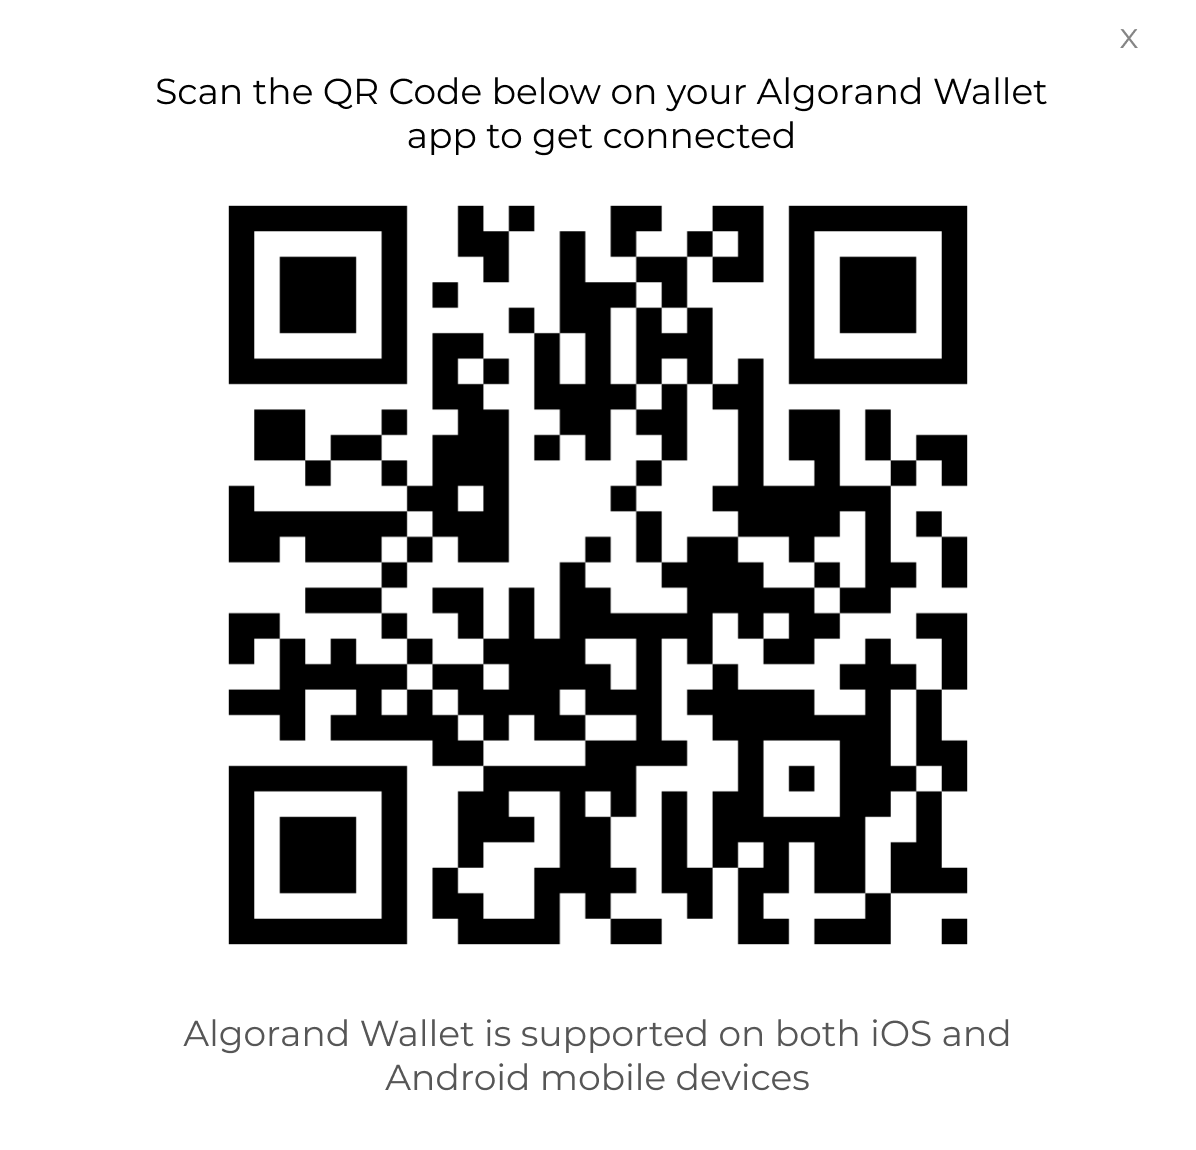 X
Scan the QR Code below on your Algorand Wallet
app to get connected
Algorand Wallet is supported on both iOS and
Android mobile devices